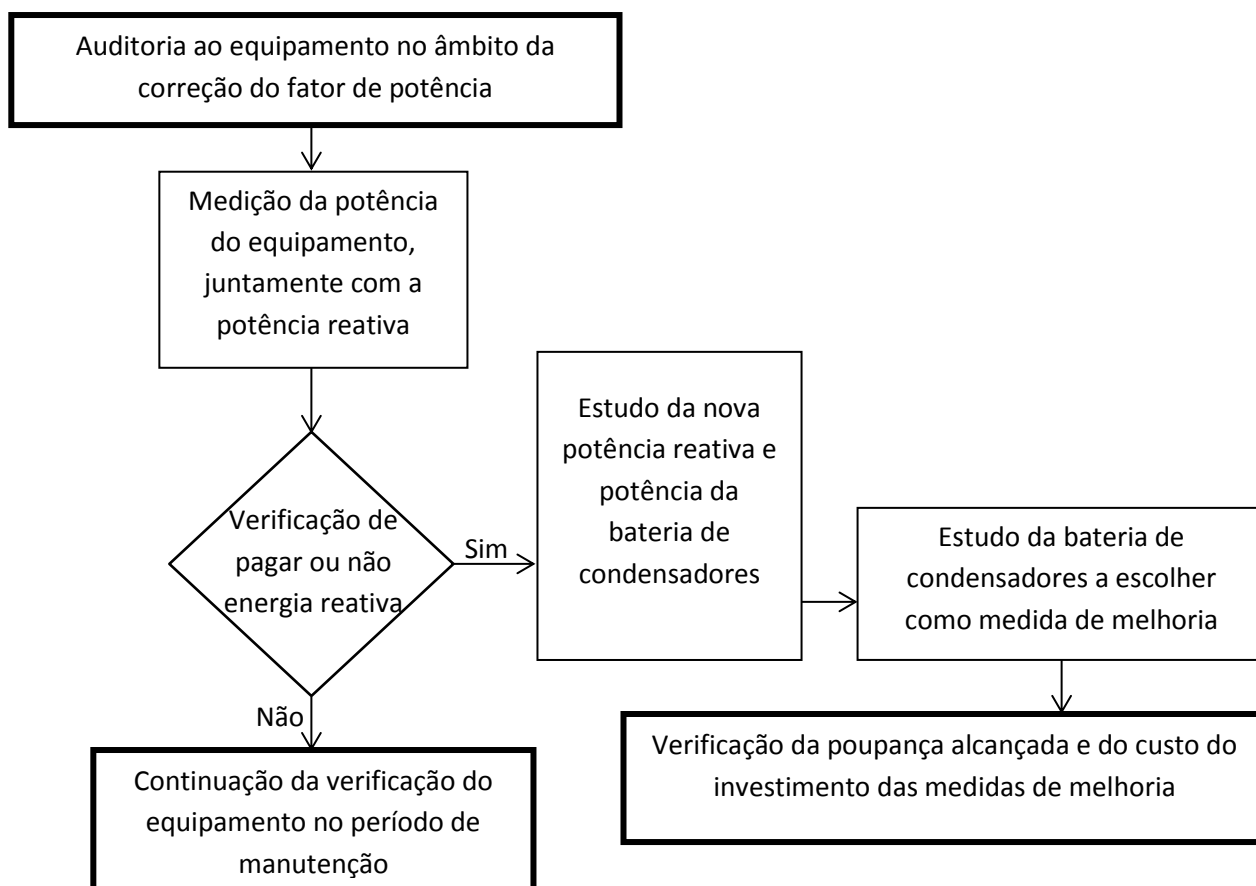 Auditoria ao equipamento no âmbito da
correção do fator de potência
Medição da potência
do equipamento,
juntamente com a
potência reativa
Verificação de
pagar ou não
energia reativa
Sim
Estudo da nova
potência reativa e
potência da
bateria de
condensadores
Estudo da bateria de
condensadores a escolher
como medida de melhoria
Verificação da poupança alcançada e do custo do
investimento das medidas de melhoria
Não
Continuação da verificação do
equipamento no período de
manutenção